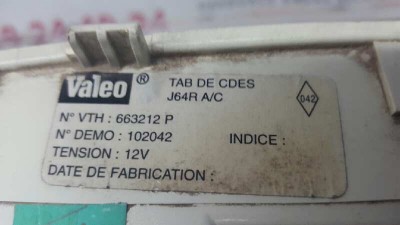 Valeo® TAB DE CDES
J64R A/C
042
N° VTH : 663212 P
N° DEMO : 102042 INDICE :
TENSION : 12V
DATE DE FABRICATION :